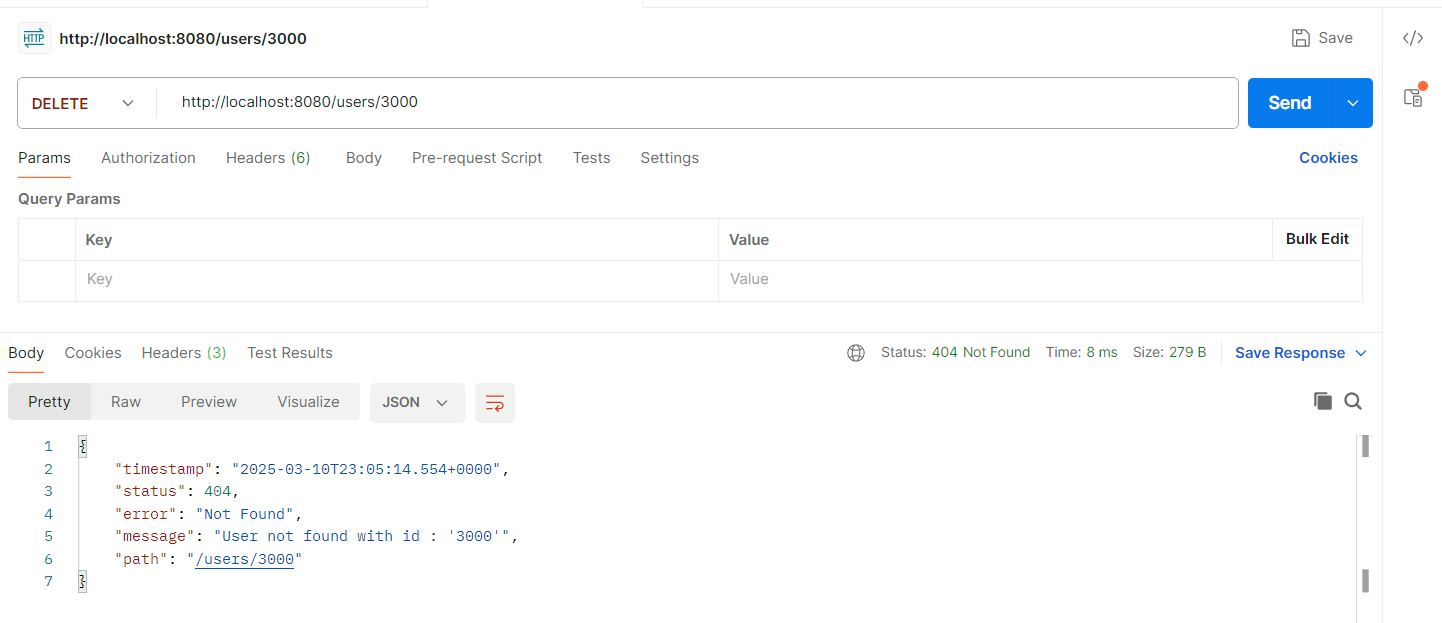 HTTP http://localhost:8080/users/3000 Save
DELETE http://localhost:8080/users/3000 Send
Params Authorization Headers (6) Body Pre-request Script Tests Settings Cookies
Query Params
Key Value Bulk Edit
Key Value
Body Cookies Headers (3) Test Results Status: 404 Not Found Time: 8 ms Size: 279 B Save Response
Pretty Raw Preview Visualize JSON
1 {
2 "timestamp": "2025-03-10T23:05:14.554+0000",
3 "status": 404,
4 "error": "Not Found",
5 "message": "User not found with id : '3000'",
6 "path": "/users/3000"
7 }